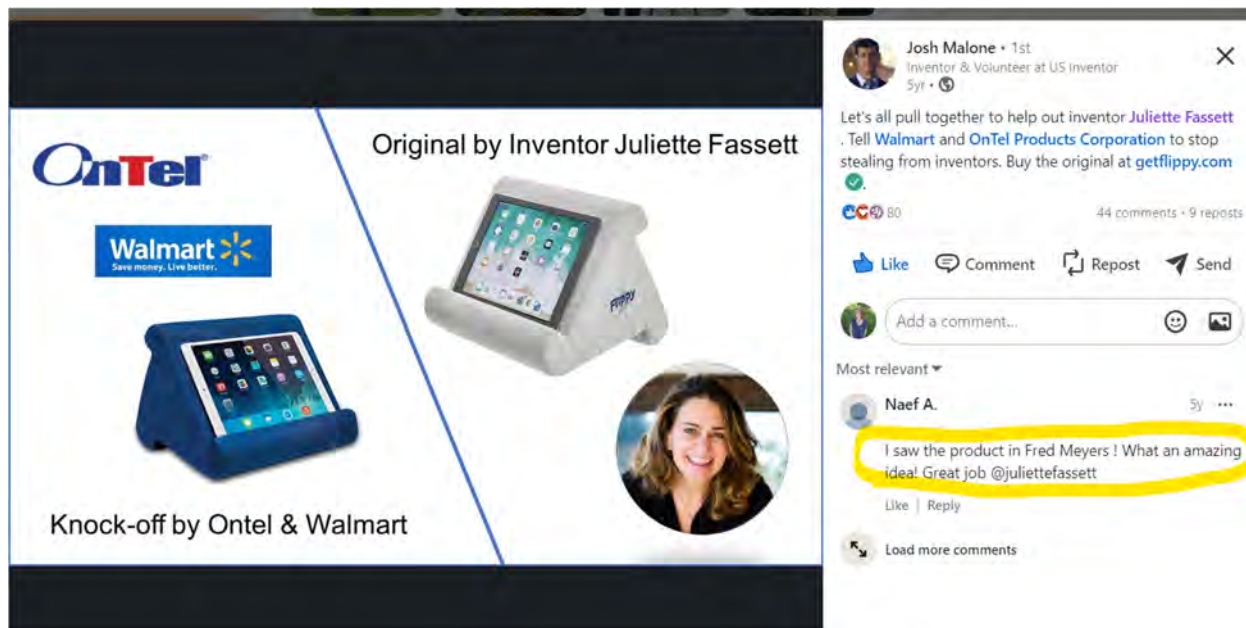 OnTel®
Walmart
Save money. Live better.
Knock-off by Ontel & Walmart
Original by Inventor Juliette Fassett
FLIPPY
Josh Malone • 1st
Inventor & Volunteer at US Inventor
5yr •
Let's all pull together to help out inventor Juliette Fassett
. Tell Walmart and OnTel Products Corporation to stop
stealing from inventors. Buy the original at getflippy.com
.
80
44 comments • 9 reposts
Like
Comment
Repost
Send
Add a comment...
Most relevant
Naef A.
5y ...
I saw the product in Fred Meyers ! What an amazing
idea! Great job @juliettefassett
Like | Reply
Load more comments